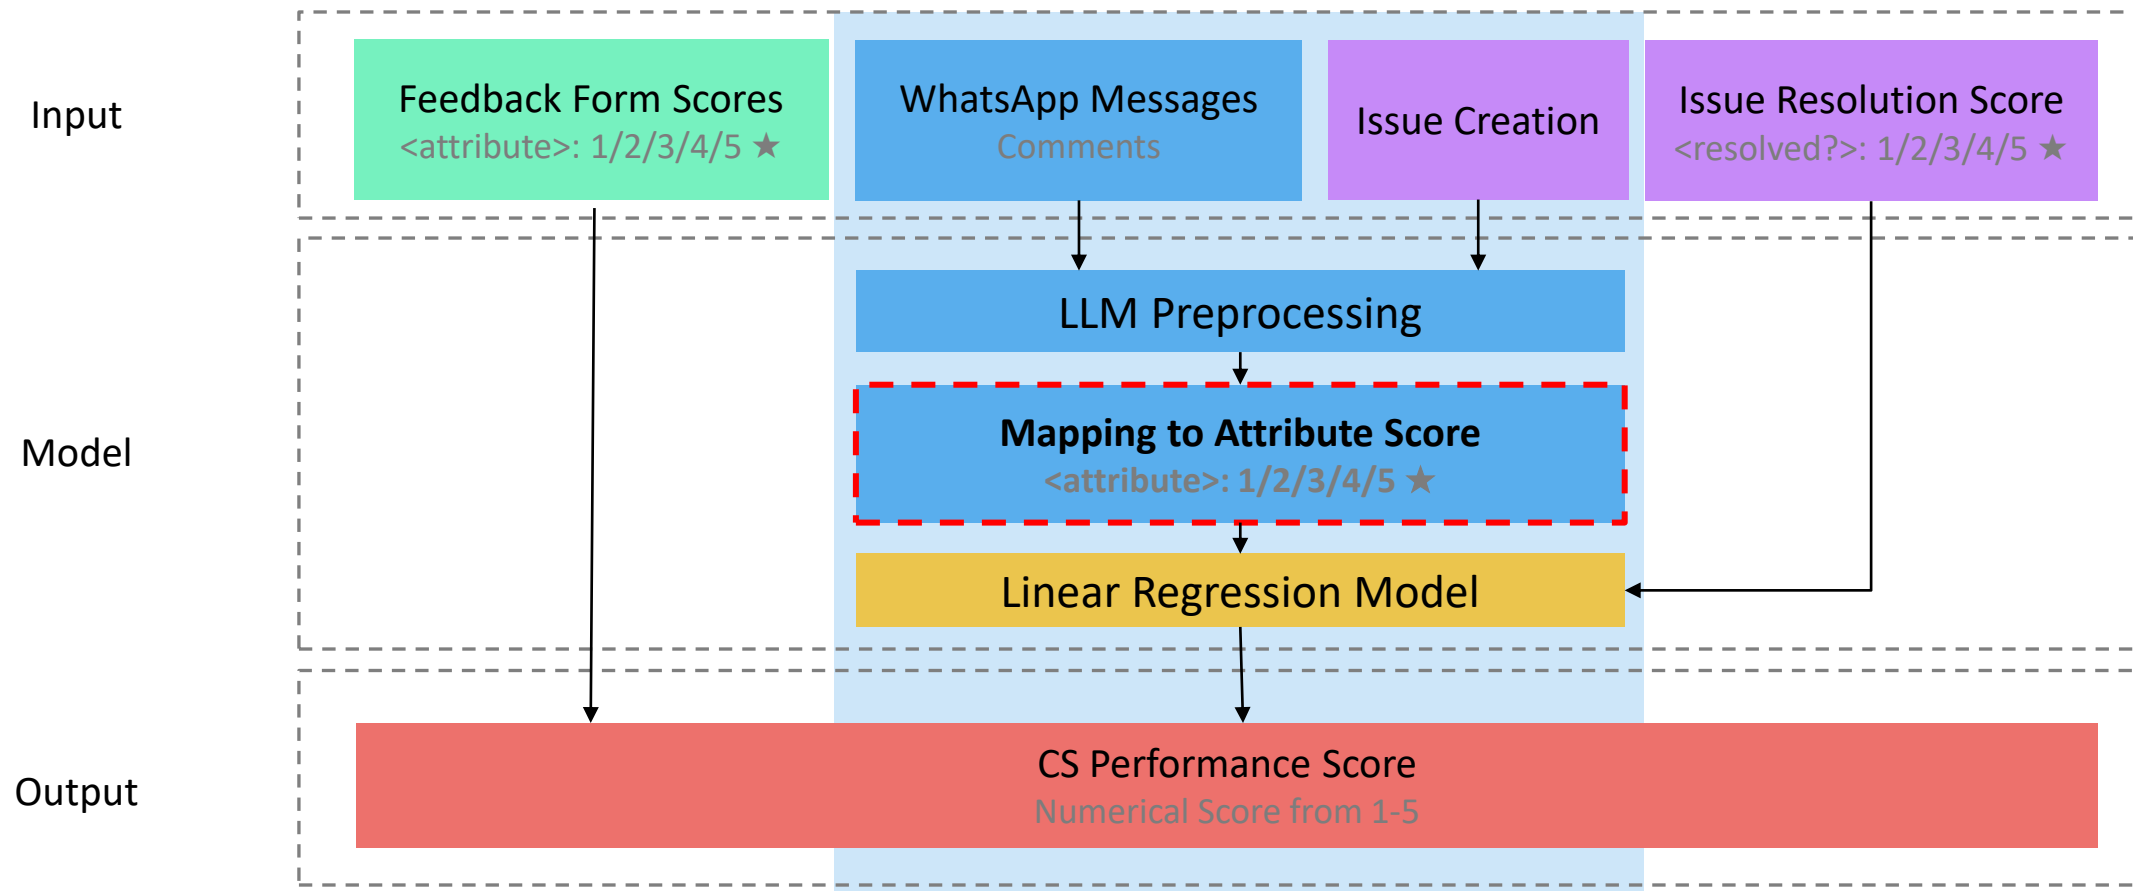 Input
Feedback Form Scores
<attribute>: 1/2/3/4/5 ★
WhatsApp Messages
Comments
Issue Creation
Issue Resolution Score
<resolved?>: 1/2/3/4/5 ★
Model
LLM Preprocessing
Mapping to Attribute Score
<attribute>: 1/2/3/4/5 ★
Linear Regression Model
Output
CS Performance Score
Numerical Score from 1-5